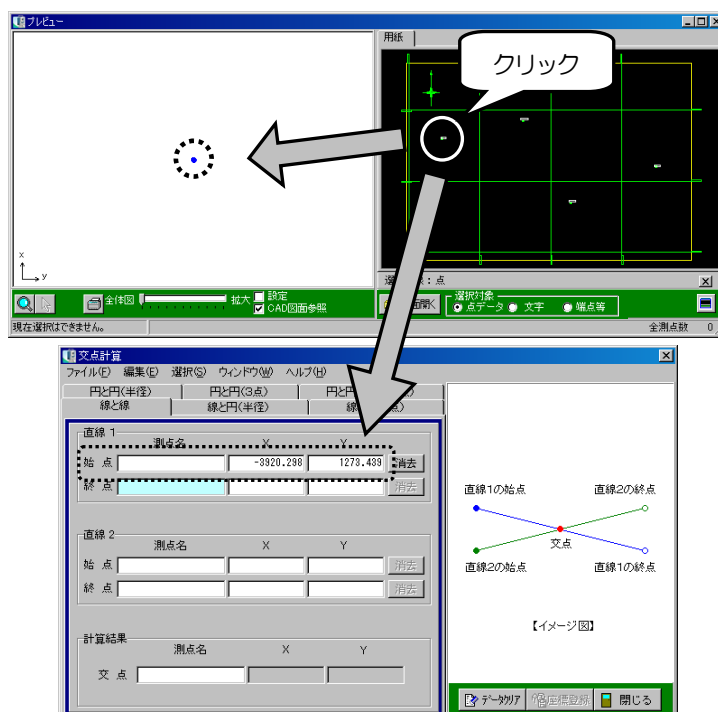 プレビュー
用紙
クリック
x
y
全体図
拡大
設定
CAD図面参照
選択対象
点データ 文字 端点等
：点
現在選択はできません。
全測点数 0
交点計算
ファイル(F) 編集(E) 選択(S) ウィンドウ(W) ヘルプ(H)
円と円(半径) 円と円(3点)
線と線 線と円(半径)
直線 1
測点名 X Y
始 点 -3920.298 1273.439 消去
終 点 消去
直線 2
測点名 X Y
始 点 消去
終 点 消去
計算結果
測点名 X Y
交 点
直線1の始点 直線2の終点
交点
直線2の始点 直線1の終点
【イメージ図】
データクリア 座標登録 閉じる